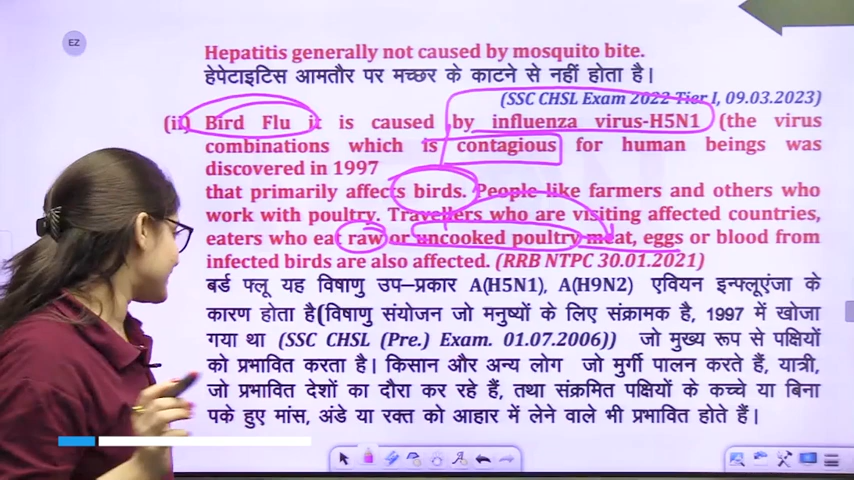 EZ
Hepatitis generally not caused by mosquito bite.
हेपेटाइटिस आमतौर पर मच्छर के काटने से नहीं होता है।
(SSC CHSL Exam 2022 Tier I, 09.03.2023)
(ii) Bird Flu it is caused by influenza virus-H5N1 (the virus
combinations which is contagious for human beings was
discovered in 1997
that primarily affects birds. People like farmers and others who
work with poultry. Travellers who are visiting affected countries,
eaters who eat raw or uncooked poultry meat, eggs or blood from
infected birds are also affected. (RRB NTPC 30.01.2021)
बर्ड फ्लू यह विषाणु उप–प्रकार A(H5N1), A(H9N2) एवियन इन्फ्लूएंजा के
कारण होता है(विषाणु संयोजन जो मनुष्यों के लिए संक्रामक है, 1997 में खोजा
गया था (SSC CHSL (Pre.) Exam. 01.07.2006)) जो मुख्य रूप से पक्षियों
को प्रभावित करता है। किसान और अन्य लोग जो मुर्गी पालन करते हैं, यात्री,
जो प्रभावित देशों का दौरा कर रहे हैं, तथा संक्रमित पक्षियों के कच्चे या बिना
पके हुए मांस, अंडे या रक्त को आहार में लेने वाले भी प्रभावित होते हैं।